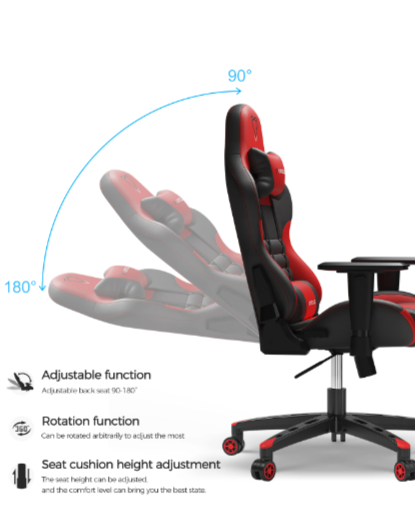 90°
180°
Adjustable function
Adjustable back seat 90-180°
360°
Rotation function
Can be rotated arbitrarily to adjust the most
Seat cushion height adjustment
The seat height can be adjusted,
and the comfort level can bring you the best state.